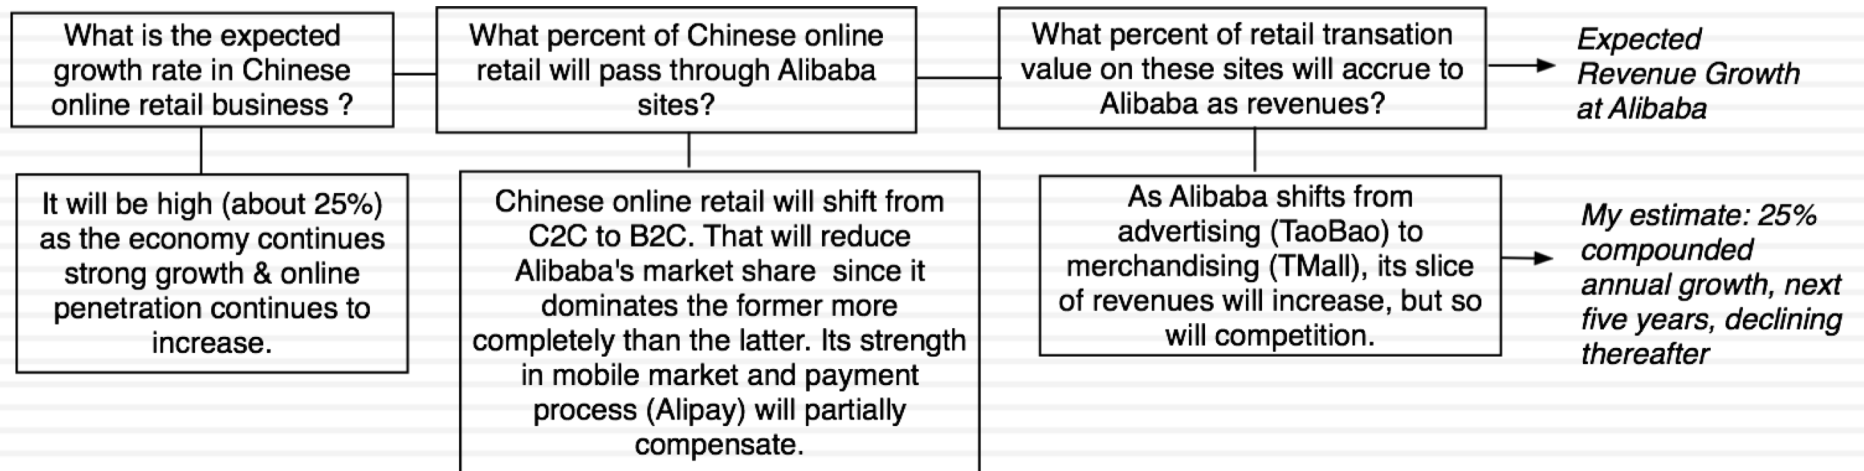 What is the expected
growth rate in Chinese
online retail business ?
What percent of Chinese online
retail will pass through Alibaba
sites?
What percent of retail transation
value on these sites will accrue to
Alibaba as revenues?
Expected
Revenue Growth
at Alibaba
It will be high (about 25%)
as the economy continues
strong growth & online
penetration continues to
increase.
Chinese online retail will shift from
C2C to B2C. That will reduce
Alibaba's market share  since it
dominates the former more
completely than the latter. Its strength
in mobile market and payment
process (Alipay) will partially
compensate.
As Alibaba shifts from
advertising (TaoBao) to
merchandising (TMall), its slice
of revenues will increase, but so
will competition.
My estimate: 25%
compounded
annual growth, next
five years, declining
thereafter